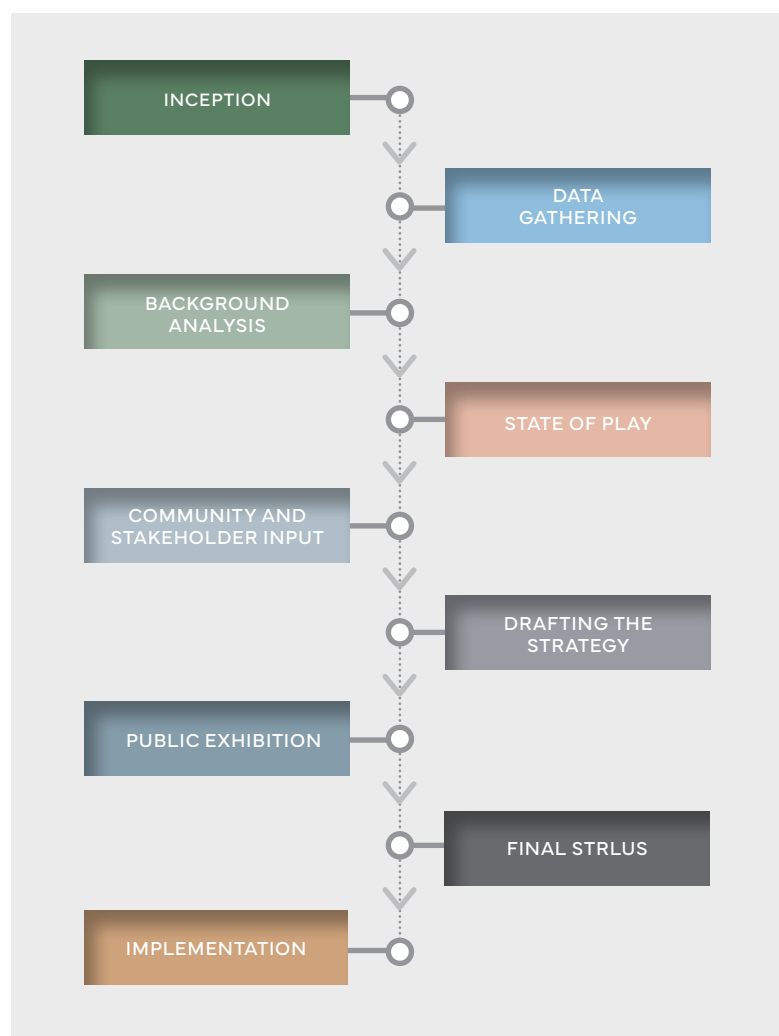 INCEPTION
DATA
GATHERING
BACKGROUND
ANALYSIS
STATE OF PLAY
COMMUNITY AND
STAKEHOLDER INPUT
DRAFTING THE
STRATEGY
PUBLIC EXHIBITION
FINAL STRLUS
IMPLEMENTATION